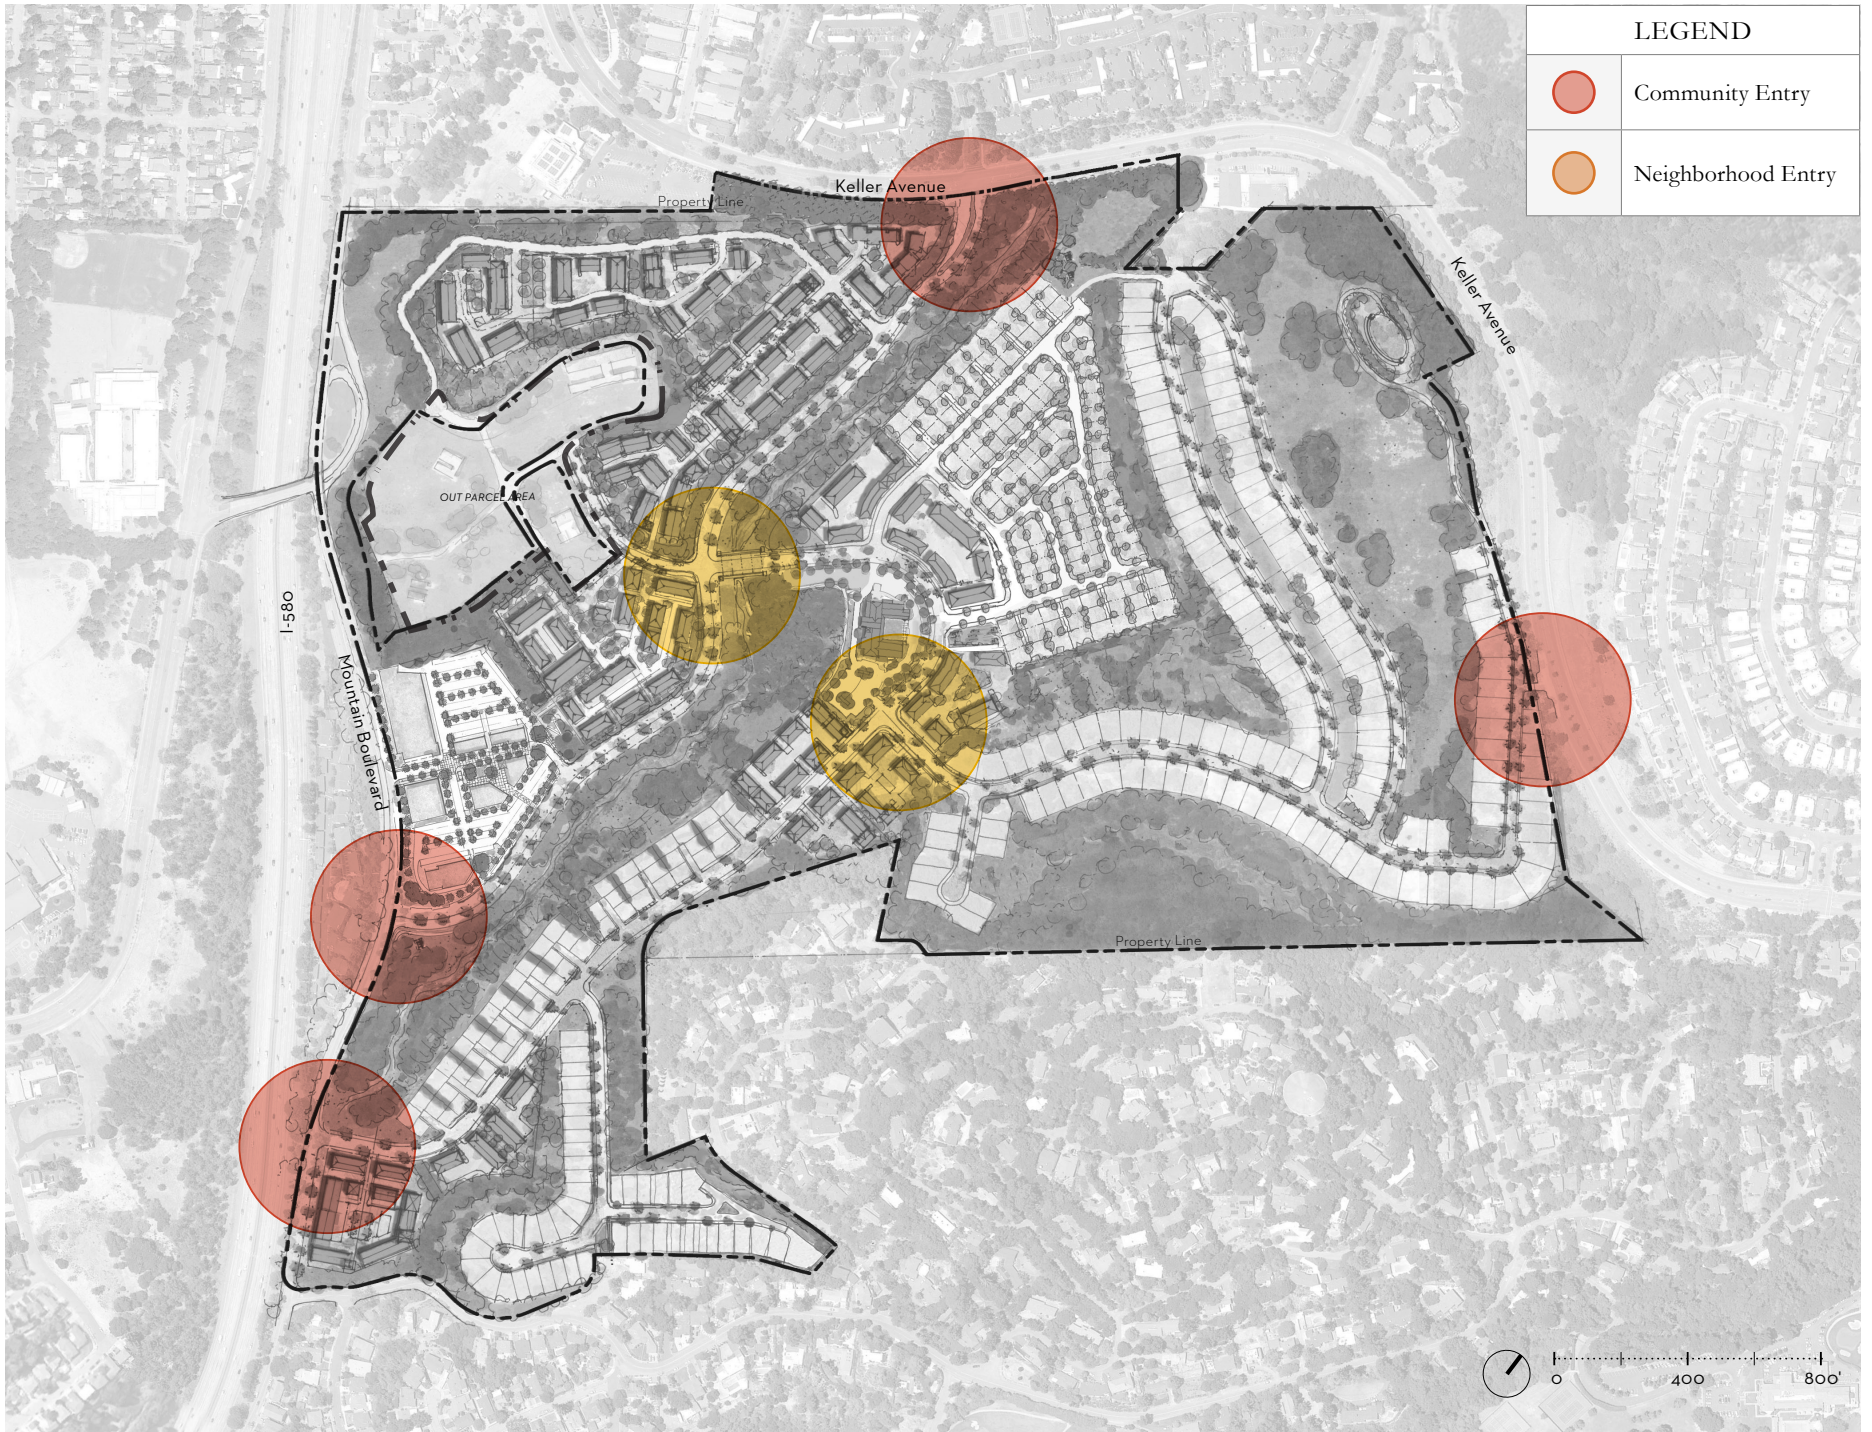 LEGEND
Community Entry
Neighborhood Entry
Keller Avenue
Property Line
Keller Avenue
OUT PARCEL AREA
I-580
Mountain Boulevard
Property Line
0 400 800'